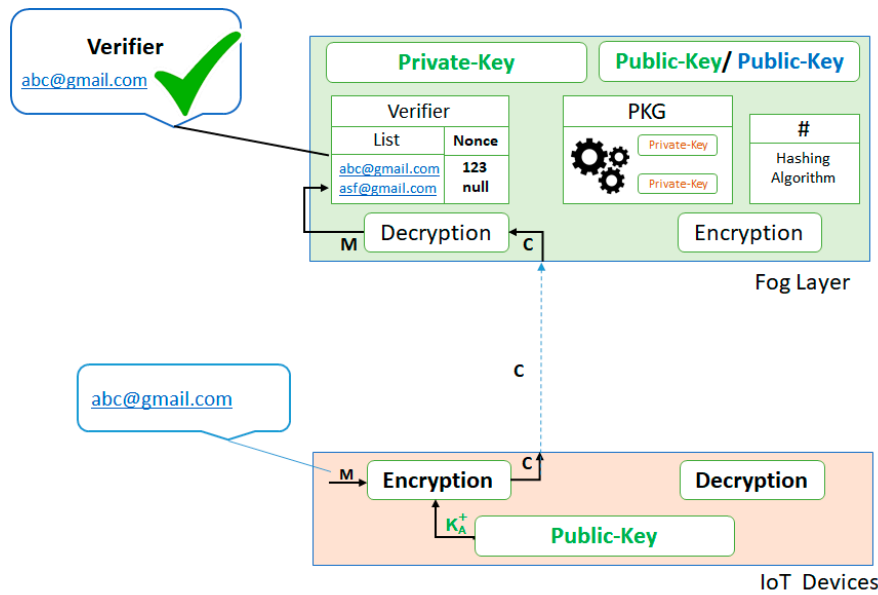 Verifier
abc@gmail.com
Private-Key
Public-Key/ Public-Key
Verifier
List
Nonce
abc@gmail.com
123
asf@gmail.com
null
PKG
Private-Key
Private-Key
#
Hashing
Algorithm
Decryption
Encryption
M
C
Fog Layer
C
abc@gmail.com
M
Encryption
C
Decryption
K_A^+
Public-Key
IoT Devices